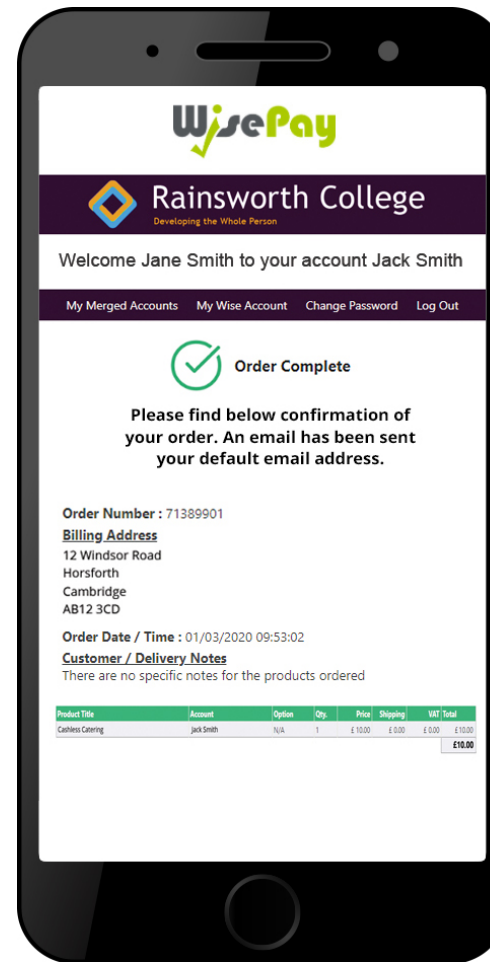 WisePay
Rainsworth College
Developing the Whole Person
Welcome Jane Smith to your account Jack Smith
My Merged Accounts My Wise Account Change Password Log Out
Order Complete
Please find below confirmation of
your order. An email has been sent
your default email address.
Order Number : 71389901
Billing Address
12 Windsor Road
Horsforth
Cambridge
AB12 3CD
Order Date / Time : 01/03/2020 09:53:02
Customer / Delivery Notes
There are no specific notes for the products ordered
Product Title Account Option Qty. Price Shipping VAT Total
Cashless Catering Jack Smith N/A 1 £ 10.00 £ 0.00 £ 0.00 £ 10.00
£10.00